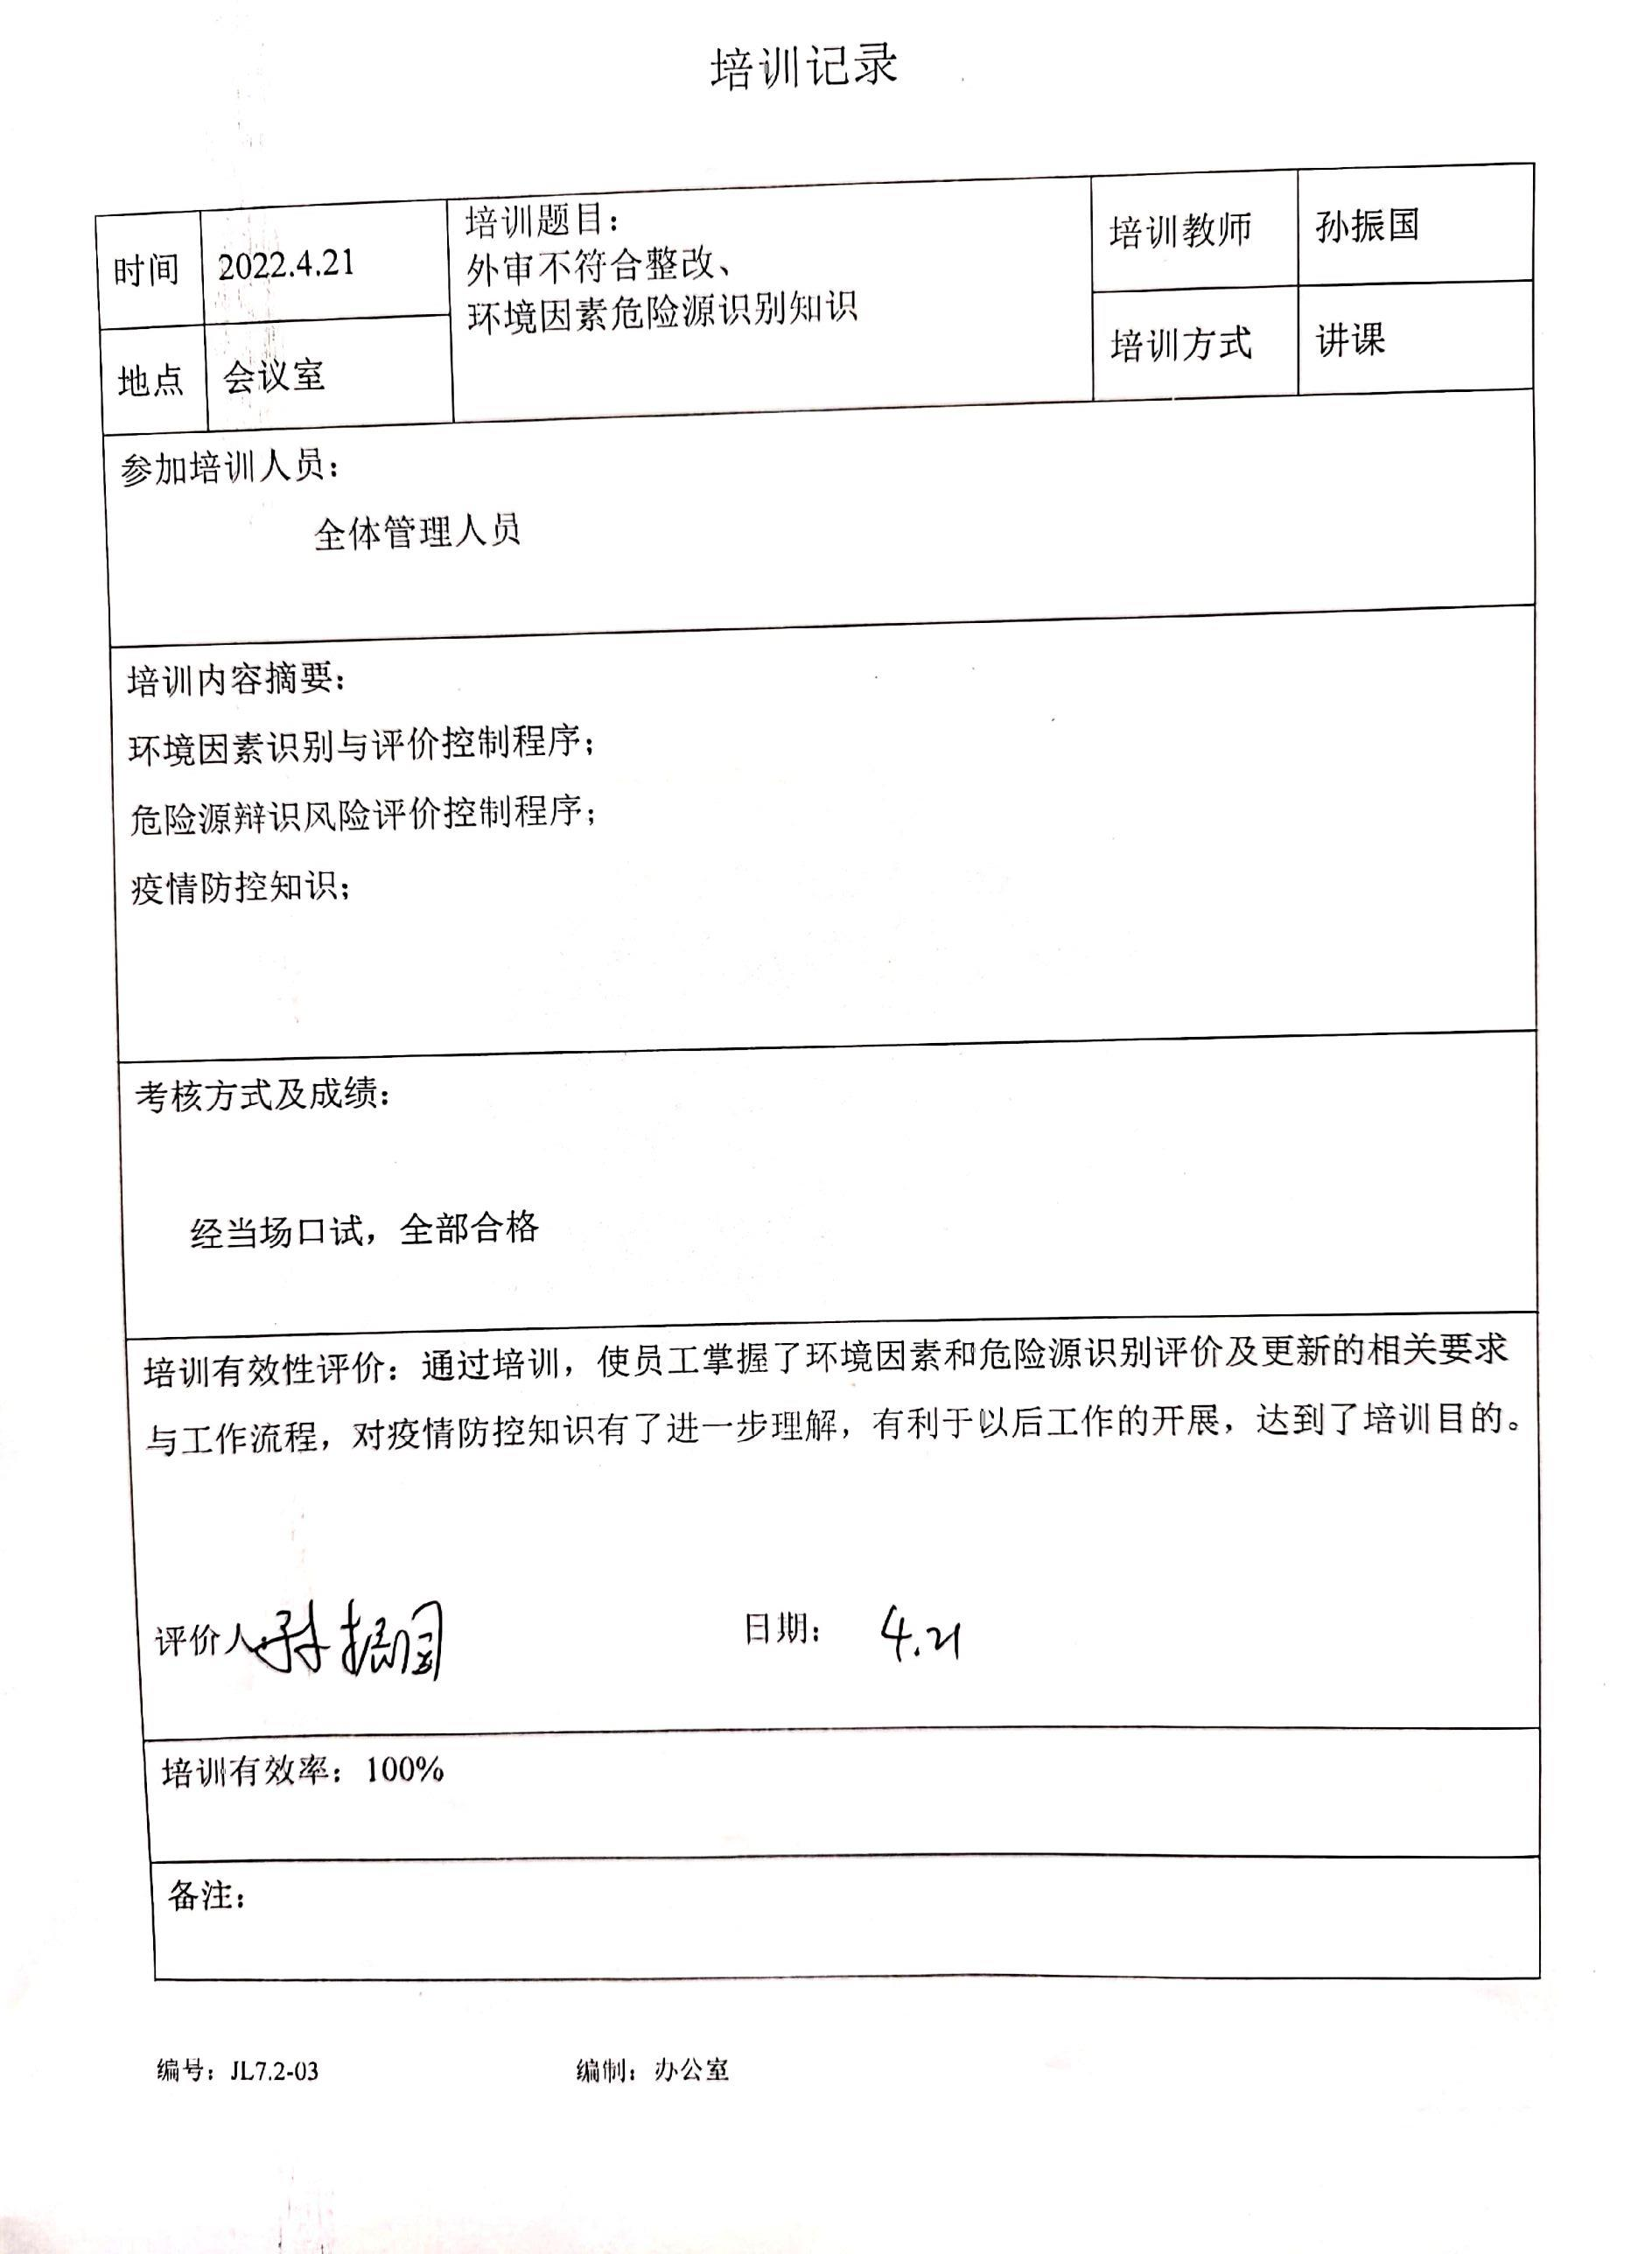 培训记录
时间
2022.4.21
培训题目：
外审不符合整改、
环境因素危险源识别知识
培训教师
孙振国
地点
会议室
培训方式
讲课
参加培训人员：
全体管理人员
培训内容摘要：
环境因素识别与评价控制程序；
危险源辩识风险评价控制程序；
疫情防控知识；
考核方式及成绩：
经当场口试，全部合格
培训有效性评价：通过培训，使员工掌握了环境因素和危险源识别评价及更新的相关要求
与工作流程，对疫情防控知识有了进一步理解，有利于以后工作的开展，达到了培训目的。
评价人：孙振国
日期： 4.21
培训有效率：100%
备注：
编号：JL7.2-03
编制：办公室